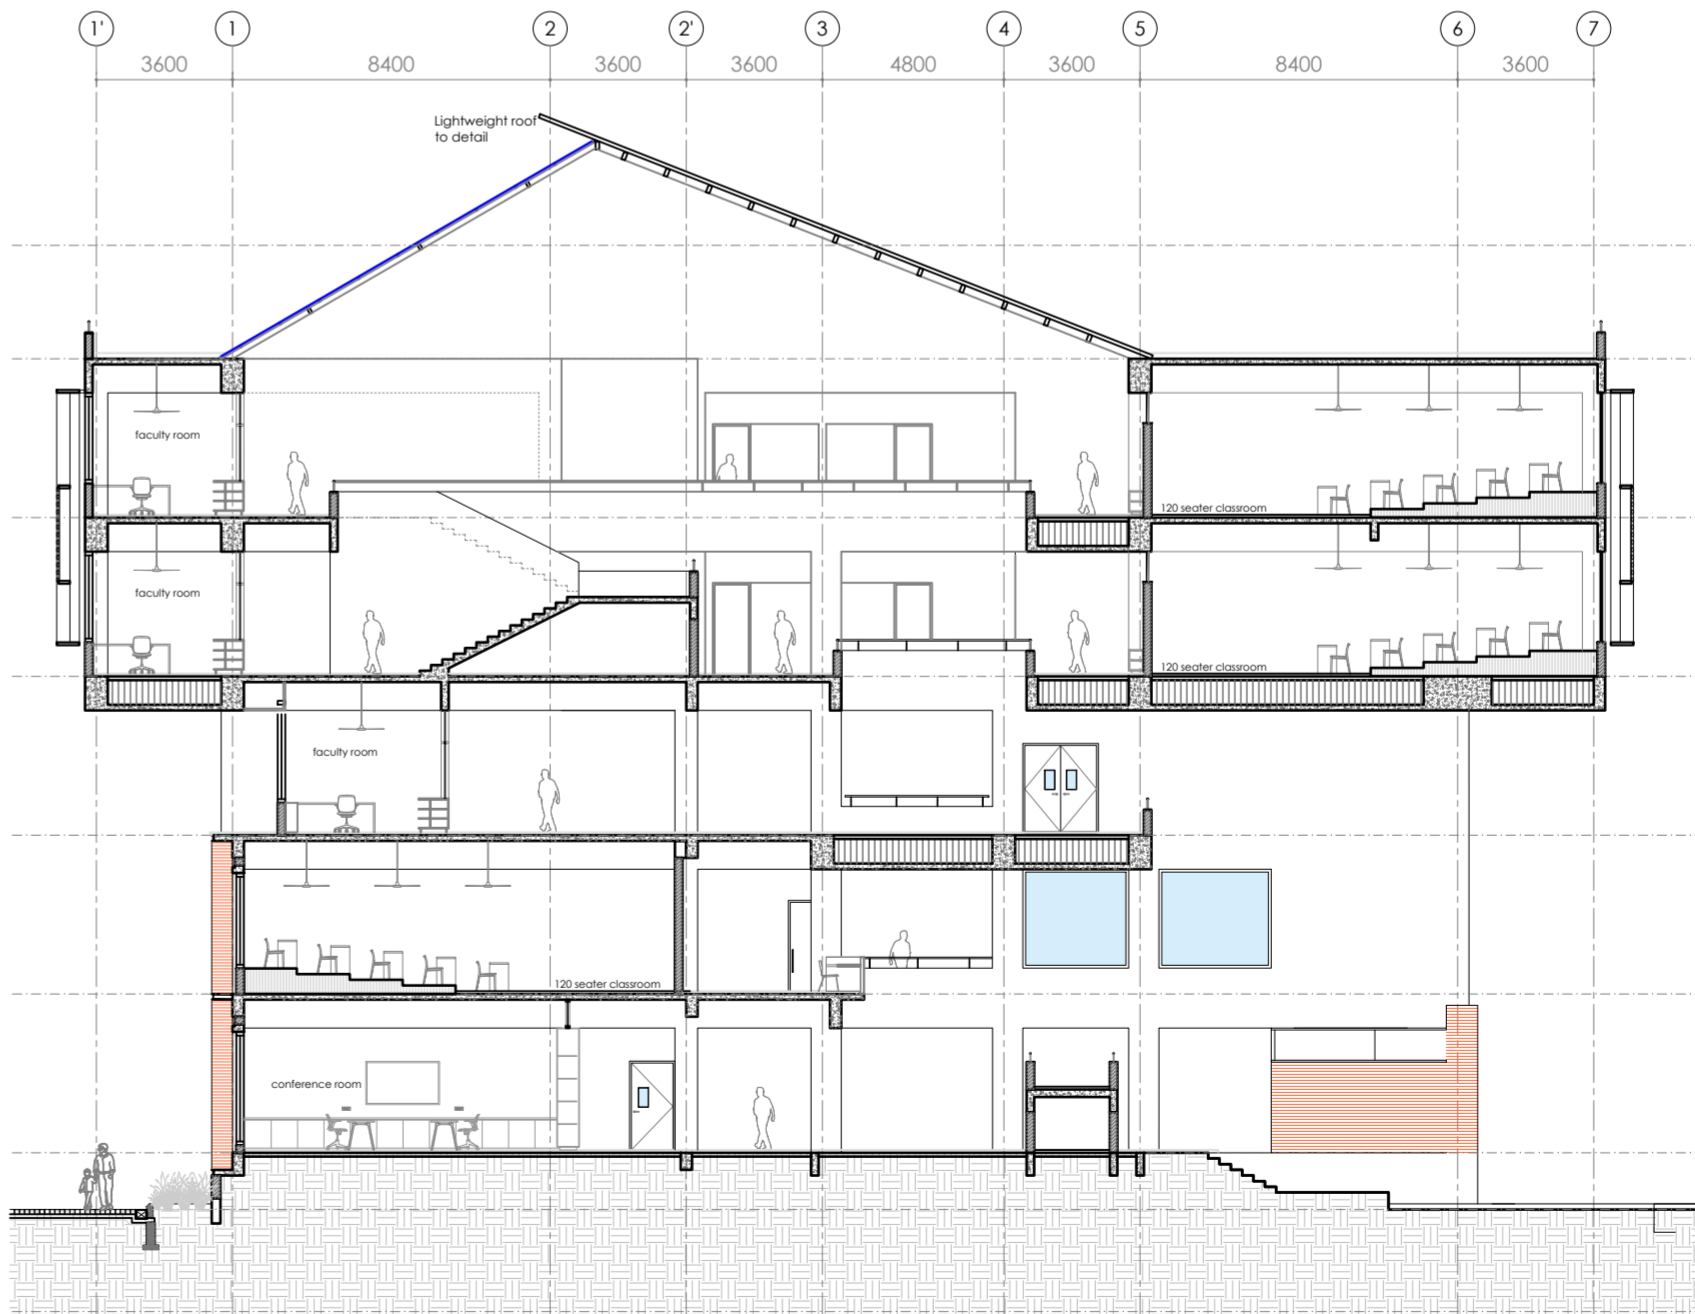 1' 1 2 2' 3 4 5 6 7
3600 8400 3600 3600 4800 3600 8400 3600
Lightweight roof
to detail
faculty room
120 seater classroom
faculty room
120 seater classroom
faculty room
120 seater classroom
conference room